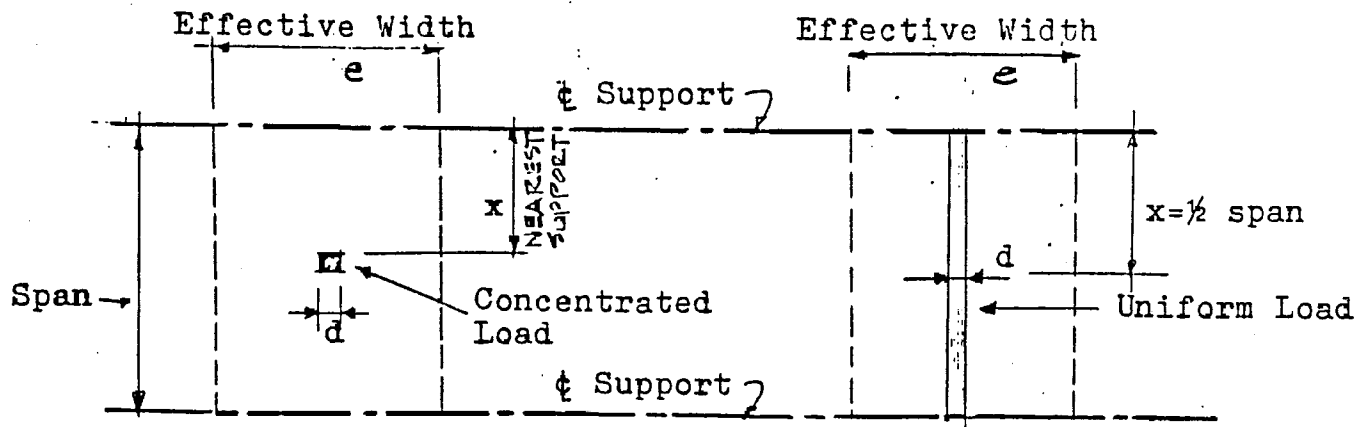 Effective Width
e
Effective Width
e
℄ Support
NEAREST
SUPPORT
x
x=½ span
d
Span
d
Concentrated
Load
Uniform Load
℄ Support